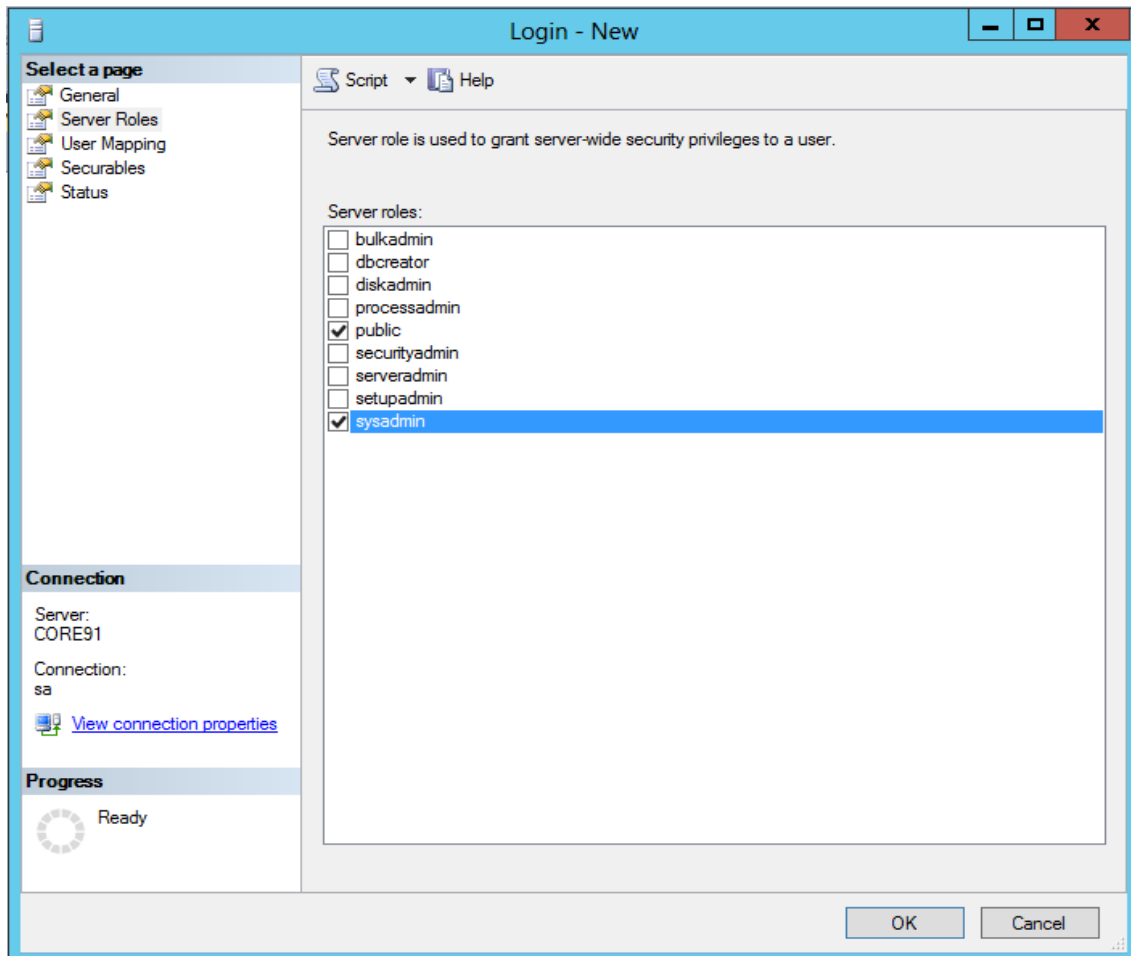 Login - New
Select a page
General
Server Roles
User Mapping
Securables
Status
Script
Help
Server role is used to grant server-wide security privileges to a user.
Server roles:
bulkadmin
dbcreator
diskadmin
processadmin
public
securityadmin
serveradmin
setupadmin
sysadmin
Connection
Server:
CORE91
Connection:
sa
View connection properties
Progress
Ready
OK
Cancel